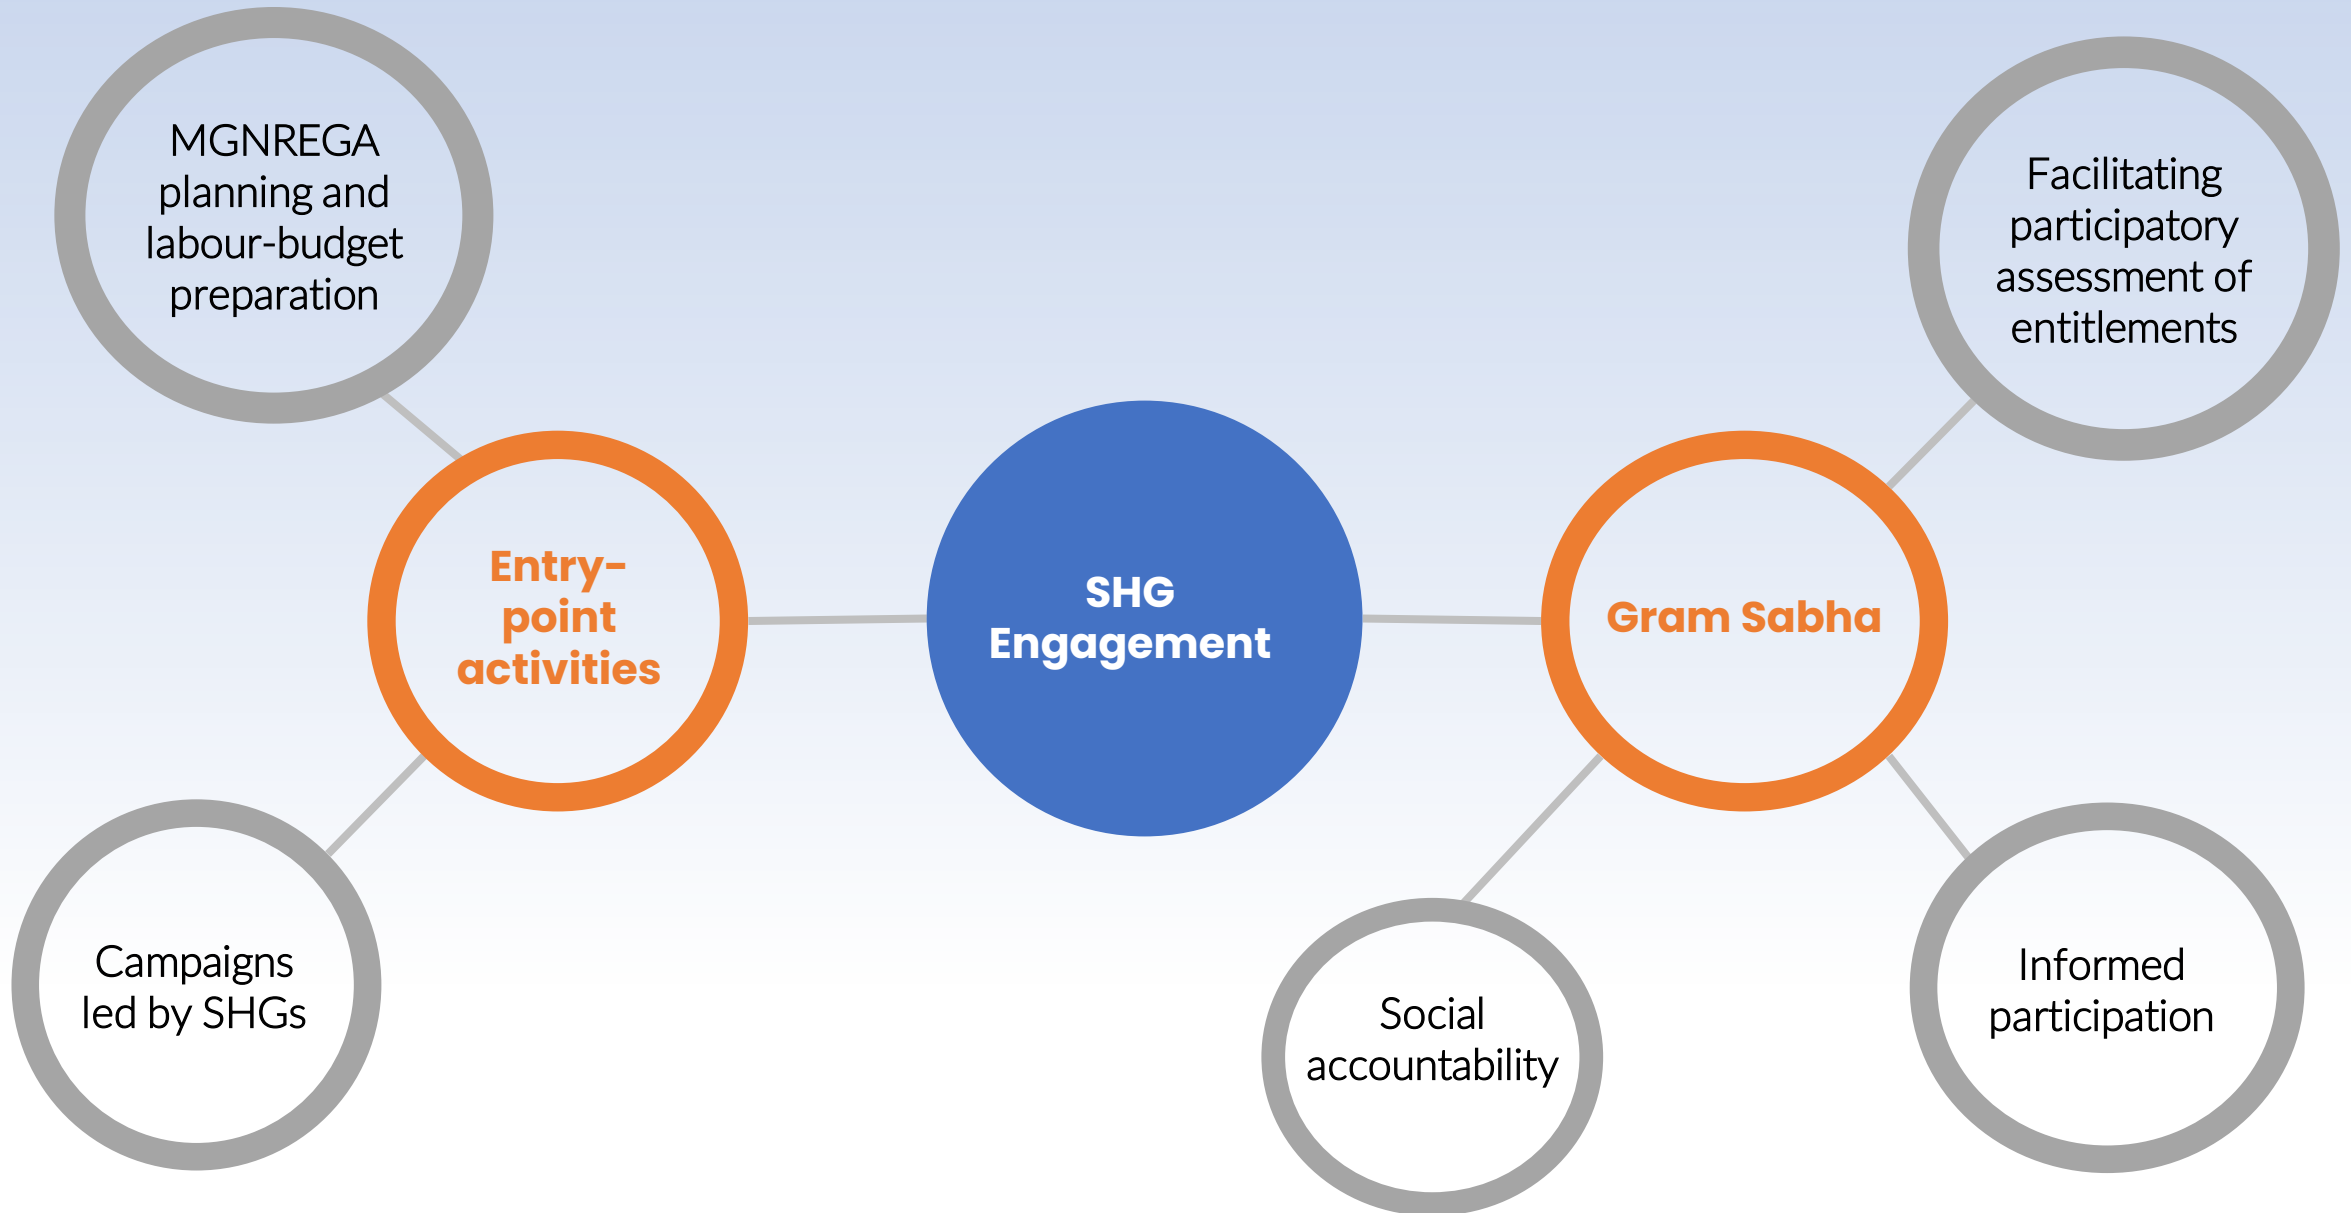 MGNREGA
planning and
labour-budget
preparation
Facilitating
participatory
assessment of
entitlements
Entry-
point
activities
SHG
Engagement
Gram Sabha
Campaigns
led by SHGs
Social
accountability
Informed
participation